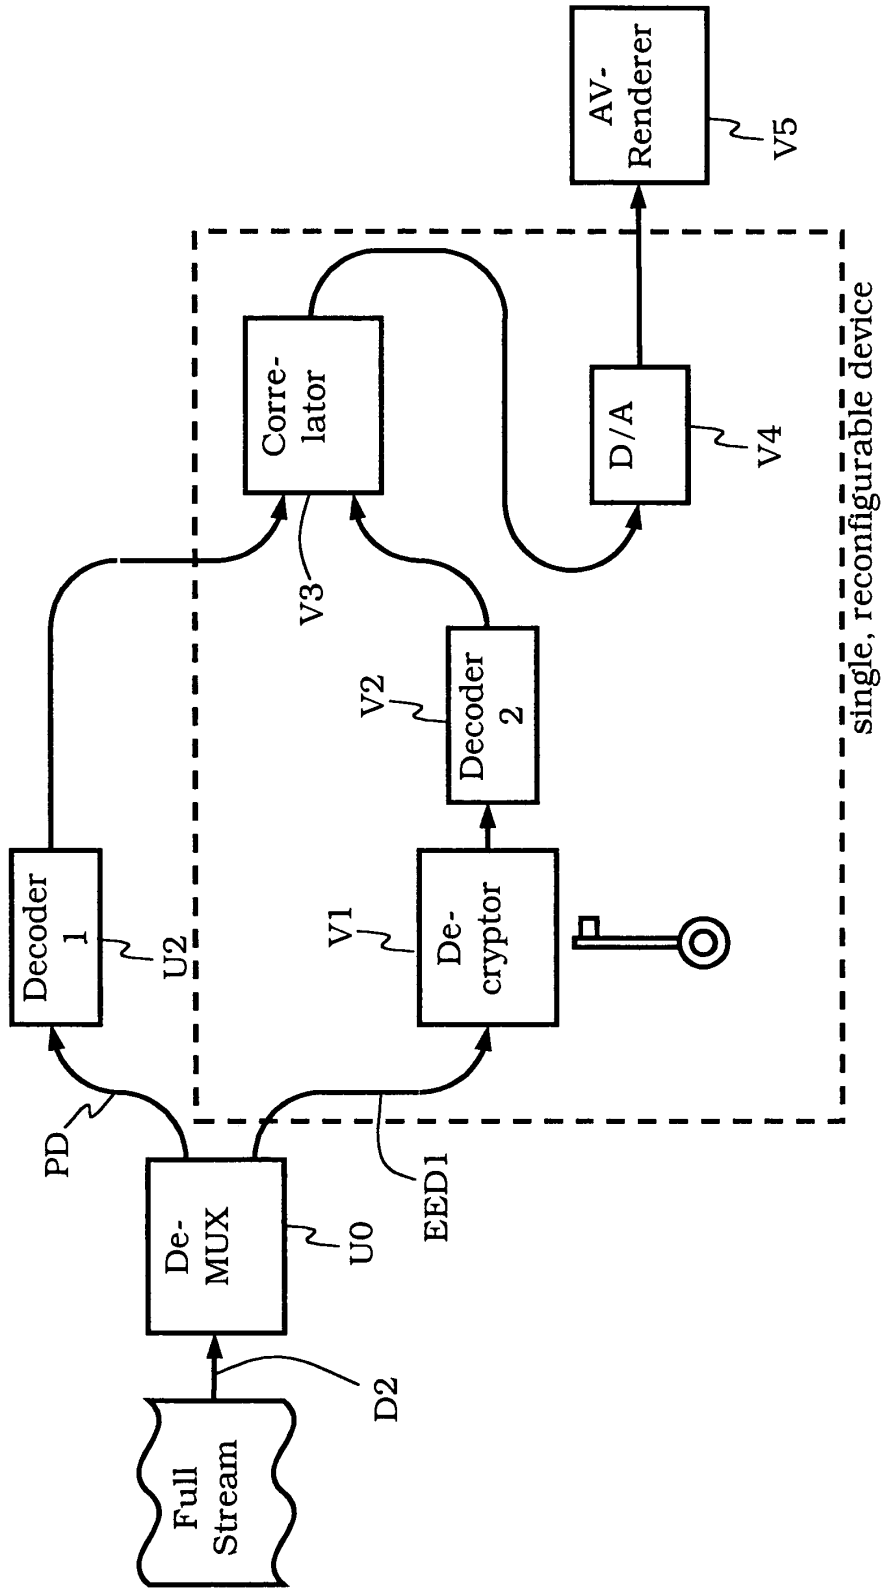 Full
Stream
D2
De-
MUX
U0
PD
EED1
Decoder
1
U2
De-
cryptor
V1
Decoder
2
V2
Corre-
lator
V3
D/A
V4
AV-
Renderer
V5
single, reconfigurable device